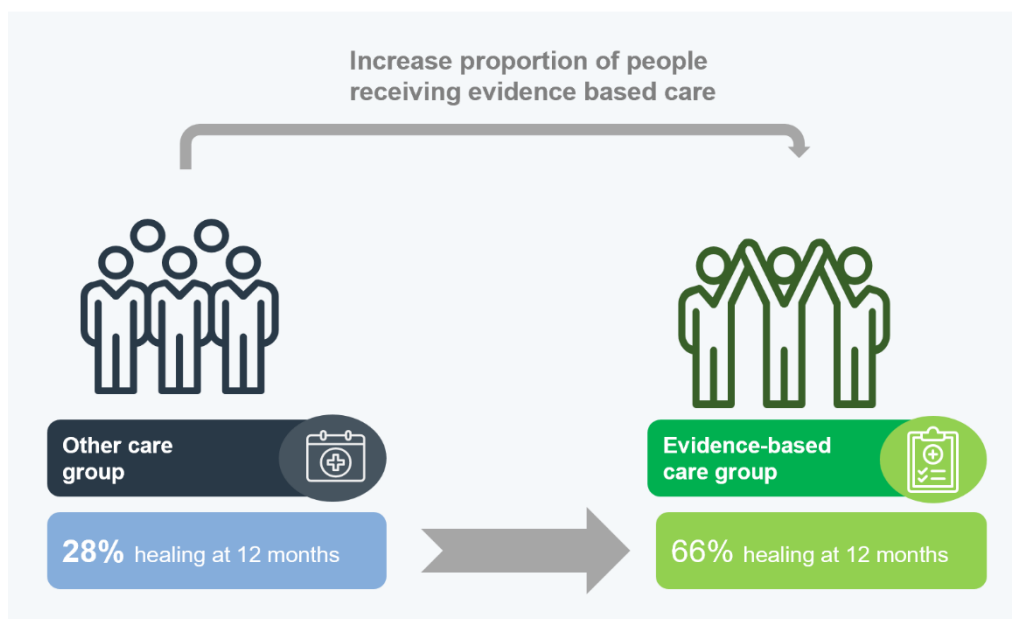 Increase proportion of people
receiving evidence based care
Other care
group
Evidence-based
care group
28% healing at 12 months
66% healing at 12 months